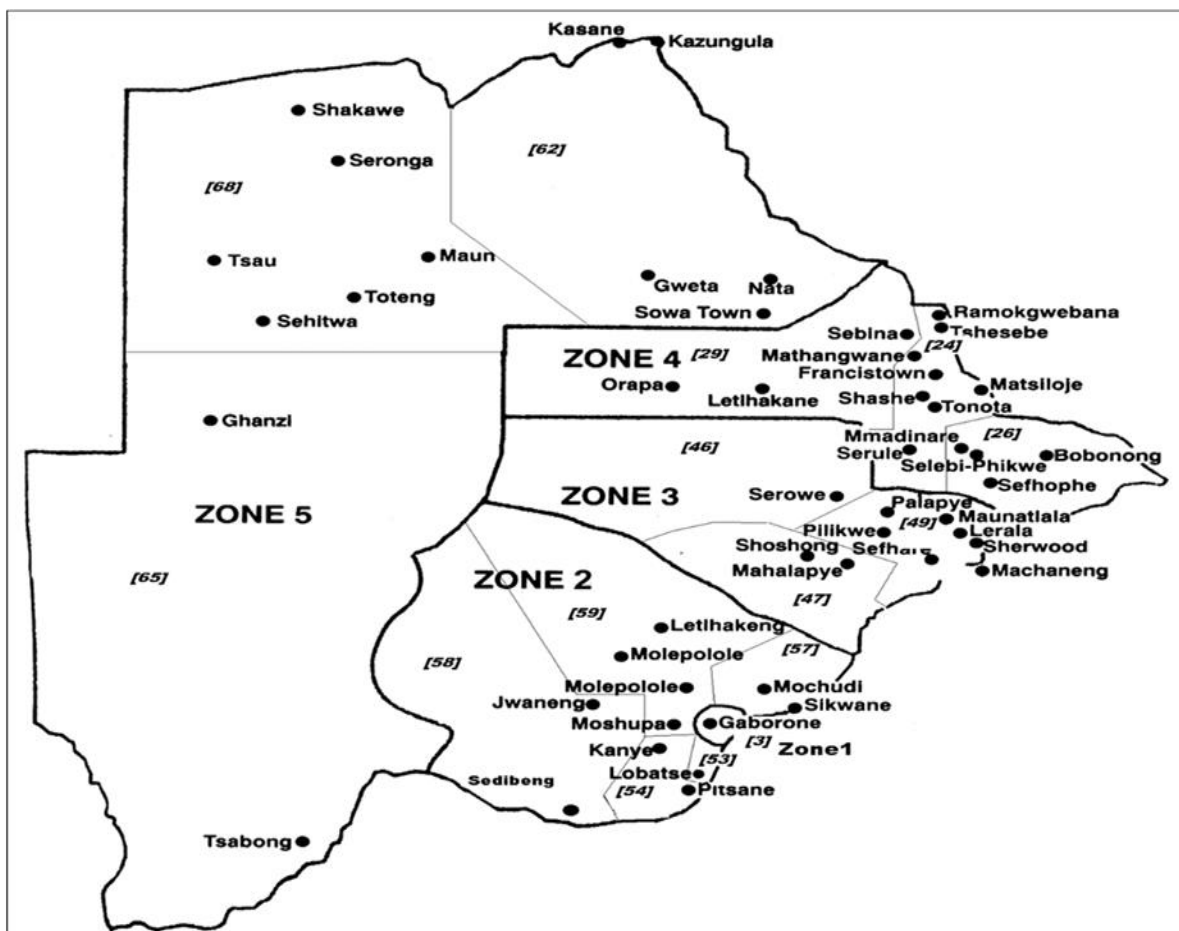 Kasane
Kazungula
Shakawe
[62]
Seronga
[68]
Maun
Tsau
Gweta
Nata
Toteng
Sowa Town
Sehitwa
Ramokgwebana
Tshesebe
Sebina
[24]
ZONE 4
[29]
Mathangwane
Francistown
Orapa
Letlhakane
Matsiloje
Shashe
Tonota
Ghanzi
[46]
Mmadinare
[26]
Serule
Bobonong
Selebi-Phikwe
Sefhophe
ZONE 3
Serowe
Palapye
ZONE 5
[49]
Maunatlala
Pilikwe
Lerala
Sherwood
Shoshong
Mahalapye
Machaneng
[65]
ZONE 2
[47]
[59]
Letlhakeng
[57]
[58]
Molepolole
Molepolole
Mochudi
Jwaneng
Sikwane
Moshupa
Gaborone
[3]
Zone1
Kanye
[53]
Lobatse
Sedibeng
[54]
Pitsane
Tsabong